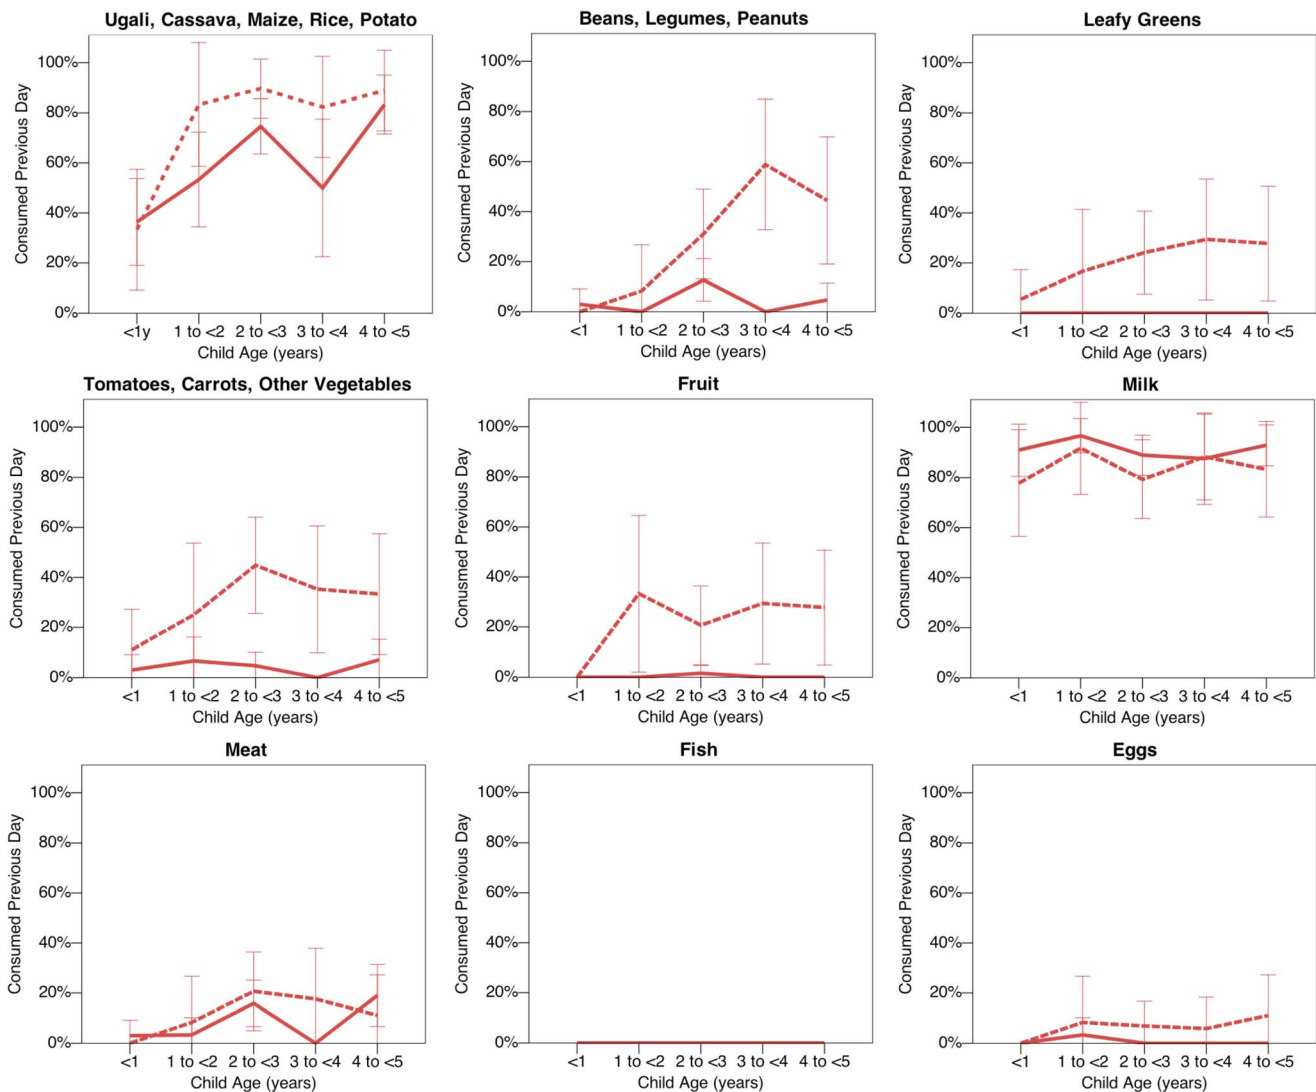 Ugali, Cassava, Maize, Rice, Potato
Consumed Previous Day
100%
80%
60%
40%
20%
0%
<1y 1 to <2 2 to <3 3 to <4 4 to <5
Child Age (years)
Beans, Legumes, Peanuts
Consumed Previous Day
100%
80%
60%
40%
20%
0%
<1 1 to <2 2 to <3 3 to <4 4 to <5
Child Age (years)
Leafy Greens
Consumed Previous Day
100%
80%
60%
40%
20%
0%
<1 1 to <2 2 to <3 3 to <4 4 to <5
Child Age (years)
Tomatoes, Carrots, Other Vegetables
Consumed Previous Day
100%
80%
60%
40%
20%
0%
<1 1 to <2 2 to <3 3 to <4 4 to <5
Child Age (years)
Fruit
Conusmed Previous Day
100%
80%
60%
40%
20%
0%
<1 1 to <2 2 to <3 3 to <4 4 to <5
Child Age (years)
Milk
Consumed Previous Day
100%
80%
60%
40%
20%
0%
<1 1 to <2 2 to <3 3 to <4 4 to <5
Child Age (years)
Meat
Consumed Previous Day
100%
80%
60%
40%
20%
0%
<1 1 to <2 2 to <3 3 to <4 4 to <5
Child Age (years)
Fish
Consumed Previous Day
100%
80%
60%
40%
20%
0%
<1 1 to <2 2 to <3 3 to <4 4 to <5
Child Age (years)
Eggs
Consumed Previous Day
100%
80%
60%
40%
20%
0%
<1 1 to <2 2 to <3 3 to <4 4 to <5
Child Age (years)